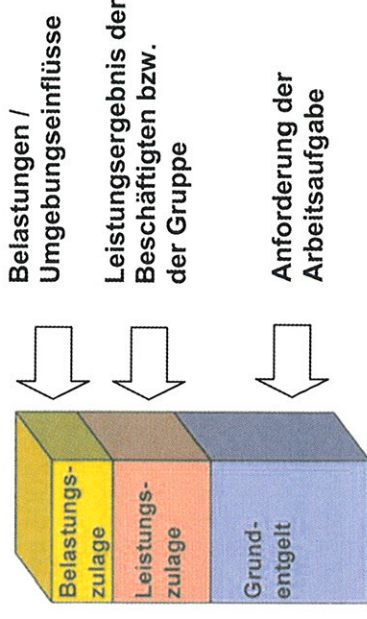 Belastungs-
zulage
Leistungs-
zulage
Grund-
entgelt
Belastungen /
Umgebungseinflüsse
Leistungsergebnis der
Beschäftigten bzw.
der Gruppe
Anforderung der
Arbeitsaufgabe